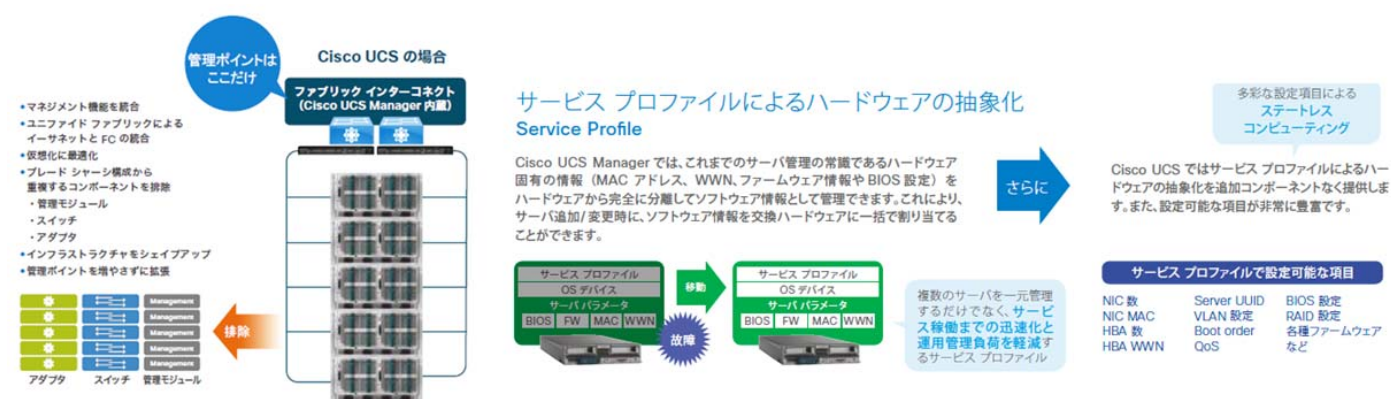 管理ポイントは
ここだけ
Cisco UCS の場合
ファブリック インターコネクト
(Cisco UCS Manager 内蔵)
•マネジメント機能を統合
•ユニファイド ファブリックによる
イーサネットと FC の統合
•仮想化に最適化
•ブレード シャーシ構成から
重複するコンポーネントを排除
・管理モジュール
・スイッチ
・アダプタ
•インフラストラクチャをシェイプアップ
•管理ポイントを増やさずに拡張
Management
Management
Management
Management
Management
アダプタ スイッチ 管理モジュール
排除
サービス プロファイルによるハードウェアの抽象化
Service Profile
Cisco UCS Manager では、これまでのサーバ管理の常識であるハードウェア
固有の情報（MAC アドレス、WWN、ファームウェア情報や BIOS 設定）を
ハードウェアから完全に分離してソフトウェア情報として管理できます。これにより、
サーバ追加/変更時に、ソフトウェア情報を交換ハードウェアに一括で割り当てる
ことができます。
サービス プロファイル
OS デバイス
サーバ パラメータ
BIOS FW MAC WWN
移動
故障
サービス プロファイル
OS デバイス
サーバ パラメータ
BIOS FW MAC WWN
複数のサーバを一元管理
するだけでなく、サービ
ス稼働までの迅速化と
運用管理負荷を軽減す
るサービス プロファイル
さらに
多彩な設定項目による
ステートレス
コンピューティング
Cisco UCS ではサービス プロファイルによるハー
ドウェアの抽象化を追加コンポーネントなく提供しま
す。また、設定可能な項目が非常に豊富です。
サービス プロファイルで設定可能な項目
NIC 数 Server UUID BIOS 設定
NIC MAC VLAN 設定 RAID 設定
HBA 数 Boot order 各種ファームウェア
HBA WWN QoS など